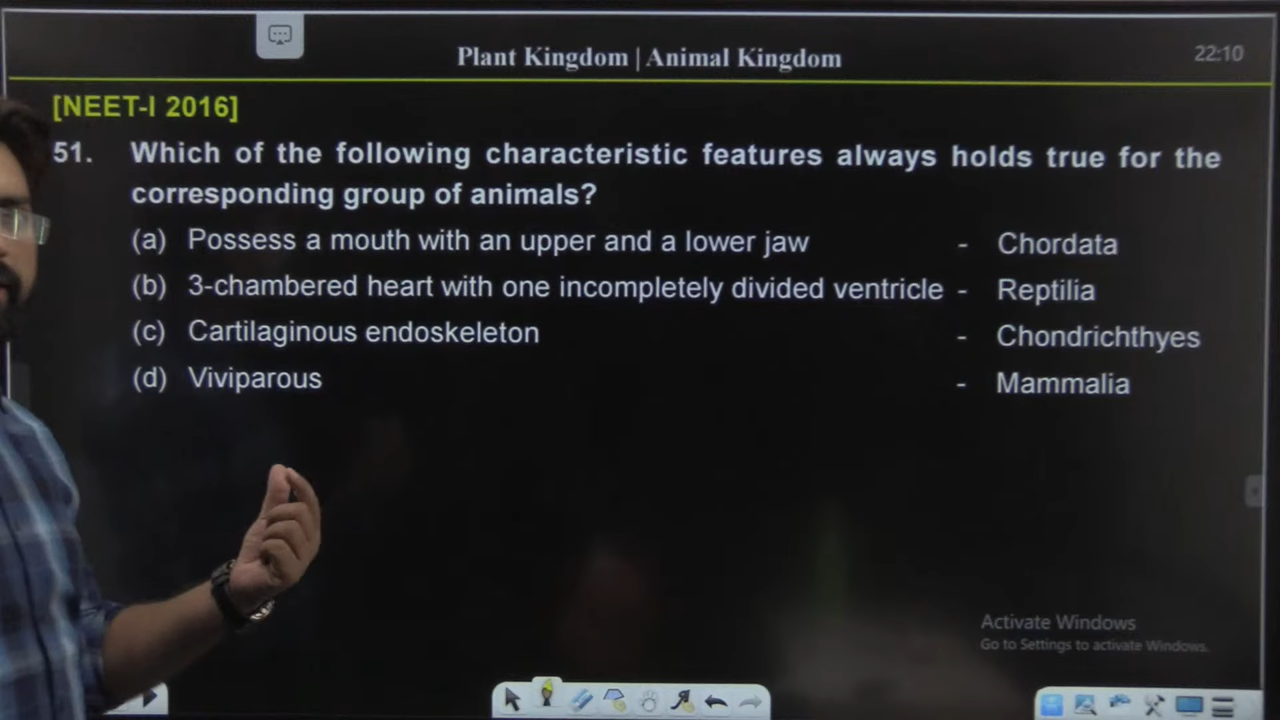 Plant Kingdom | Animal Kingdom
22:10
[NEET-I 2016]
51. Which of the following characteristic features always holds true for the
corresponding group of animals?
(a) Possess a mouth with an upper and a lower jaw - Chordata
(b) 3-chambered heart with one incompletely divided ventricle - Reptilia
(c) Cartilaginous endoskeleton - Chondrichthyes
(d) Viviparous - Mammalia
Activate Windows
Go to Settings to activate Windows.